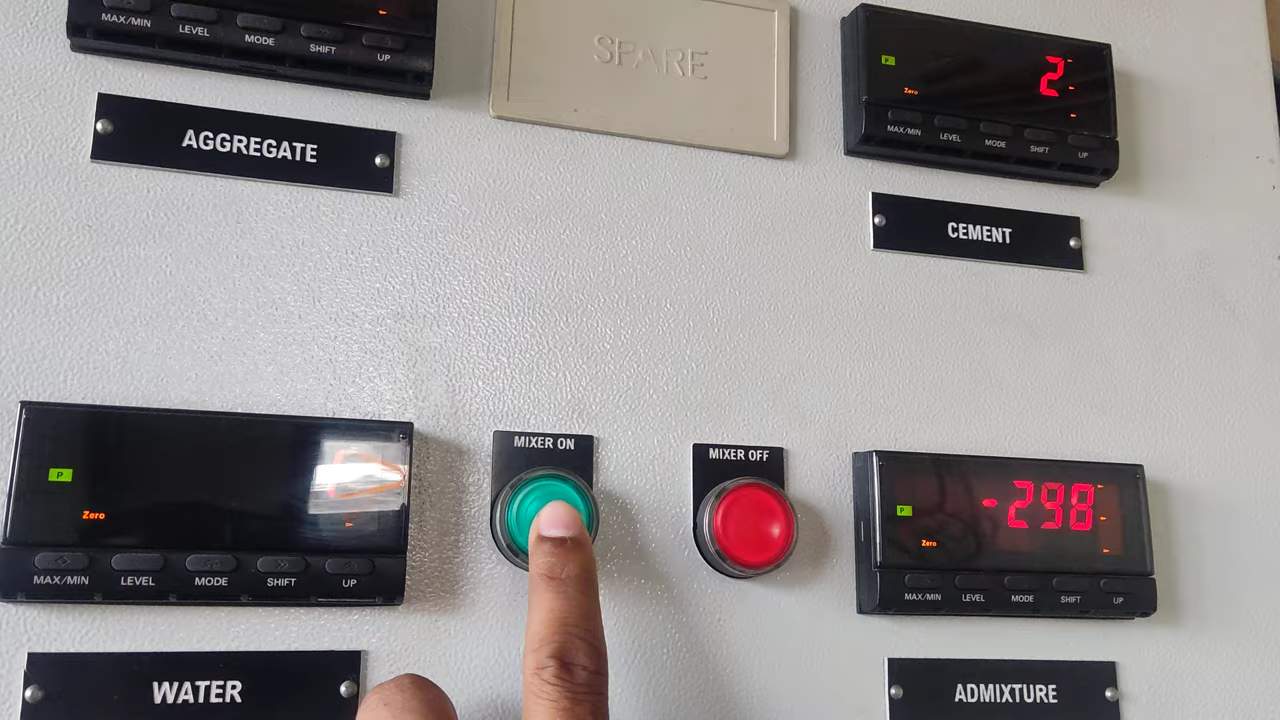 MAX/MIN LEVEL MODE SHIFT UP
AGGREGATE
SPARE
P
2
Zero
MAX/MIN LEVEL MODE SHIFT UP
CEMENT
P
Zero
MAX/MIN LEVEL MODE SHIFT UP
WATER
MIXER ON
MIXER OFF
P
-298
Zero
MAX/MIN LEVEL MODE SHIFT UP
ADMIXTURE